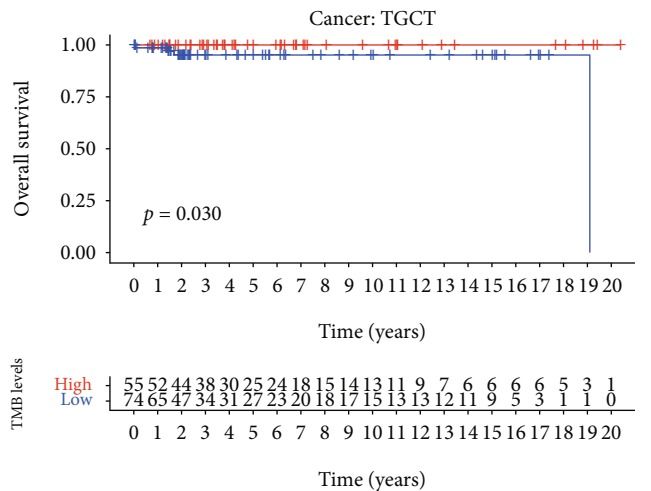 Cancer: TGCT
Overall survival
1.00
0.75
0.50
0.25
0.00
p = 0.030
0 1 2 3 4 5 6 7 8 9 10 11 12 13 14 15 16 17 18 19 20
Time (years)
TMB levels
High 55 52 44 38 30 25 24 18 15 14 13 11 9 7 6 6 6 6 5 3 1
Low 74 65 47 34 31 27 23 20 18 17 15 13 13 12 11 9 5 3 1 1 0
0 1 2 3 4 5 6 7 8 9 10 11 12 13 14 15 16 17 18 19 20
Time (years)